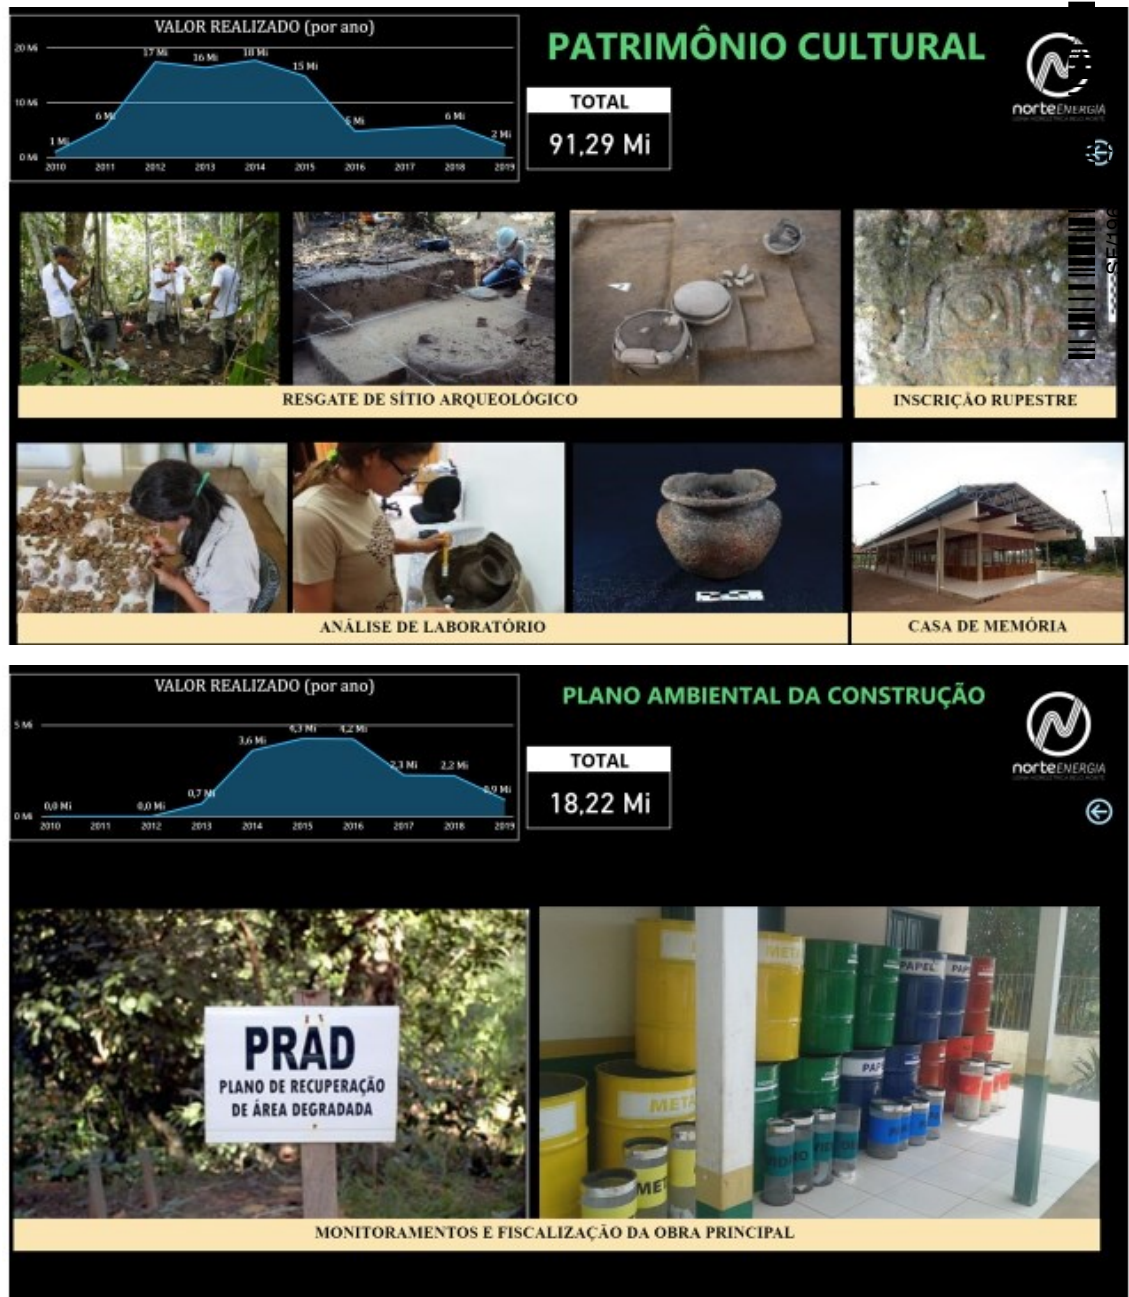 VALOR REALIZADO (por ano)
20 Mi
10 Mi
0 Mi
1 Mi
6 Mi
17 Mi
16 Mi
18 Mi
15 Mi
5 Mi
6 Mi
2 Mi
2010 2011 2012 2013 2014 2015 2016 2017 2018 2019
PATRIMÔNIO CULTURAL
TOTAL
91,29 Mi
norteENERGIA
RESGATE DE SÍTIO ARQUEOLÓGICO
INSCRIÇÃO RUPESTRE
ANÁLISE DE LABORATÓRIO
CASA DE MEMÓRIA
VALOR REALIZADO (por ano)
5 Mi
0 Mi
0,0 Mi
0,0 Mi
0,7 Mi
3,6 Mi
4,3 Mi
4,2 Mi
2,3 Mi
2,2 Mi
0,9 Mi
2010 2011 2012 2013 2014 2015 2016 2017 2018 2019
PLANO AMBIENTAL DA CONSTRUÇÃO
TOTAL
18,22 Mi
norteENERGIA
PRAD
PLANO DE RECUPERAÇÃO
DE ÁREA DEGRADADA
META
PAPEL
PAPE
META
PAPE
MET
MONITORAMENTOS E FISCALIZAÇÃO DA OBRA PRINCIPAL